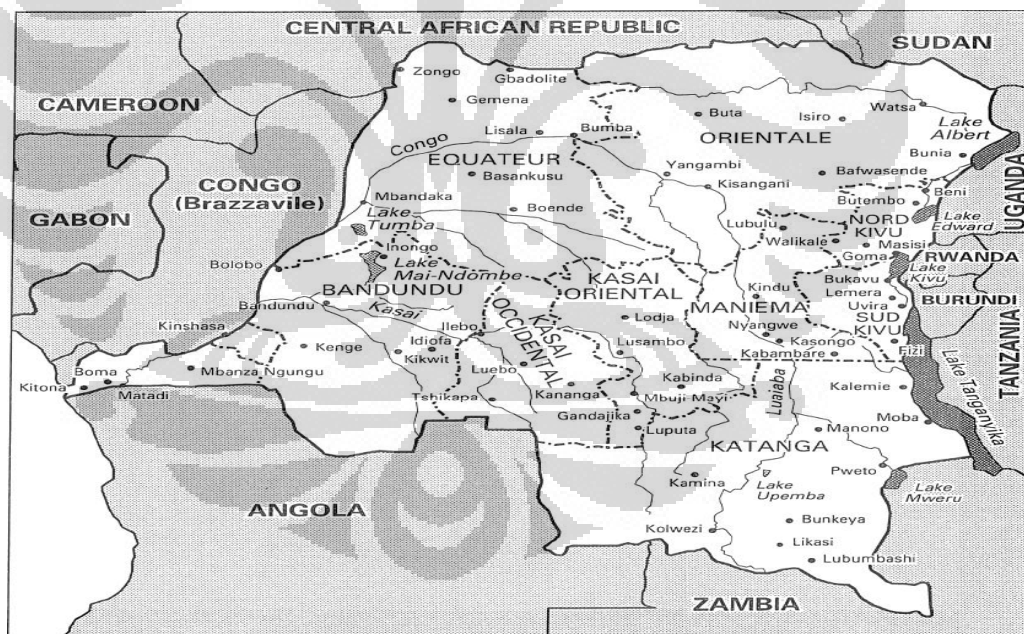 CENTRAL AFRICAN REPUBLIC
SUDAN
Zongo
Gbadolite
CAMEROON
Gemena
Watsa
Buta
Isiro
Lake
Albert
Lisala
Bumba
Congo
ORIENTALE
EQUATEUR
Bunia
Yangambi
Basankusu
Bafwasende
UGANDA
CONGO
(Brazzavile)
Kisangani
Mbandaka
Beni
Butembo
GABON
Lake
Tumba
Boende
NORD
KIVU
Lake
Edward
Lubulu
Walikale
Masisi
Inongo
Goma
RWANDA
Bolobo
Lake
Mai-Ndombe
Lake
Kivu
KASAI
ORIENTAL
Bukavu
BANDUNDU
Kindu
Lemera
BURUNDI
Bandundu
Kasai
MANIEMA
Uvira
KASAI
OCCIDENTAL
Lodja
SUD
KIVU
Kinshasa
Ilebo
Nyangwe
Idiofa
Kasongo
Kenge
Kikwit
Lusambo
Kabambare
Fizi
TANZANIA
Lake Tanganyika
Boma
Mbanza Ngungu
Luebo
Kabinda
Lualaba
Kitona
Matadi
Tshikapa
Kananga
Mbuji Mayi
Kalemie
Gandajika
Moba
Luputa
Manono
KATANGA
Pweto
Kamina
Lake
Upemba
Lake
Mweru
ANGOLA
Bunkeya
Kolwezi
Likasi
Lubumbashi
ZAMBIA